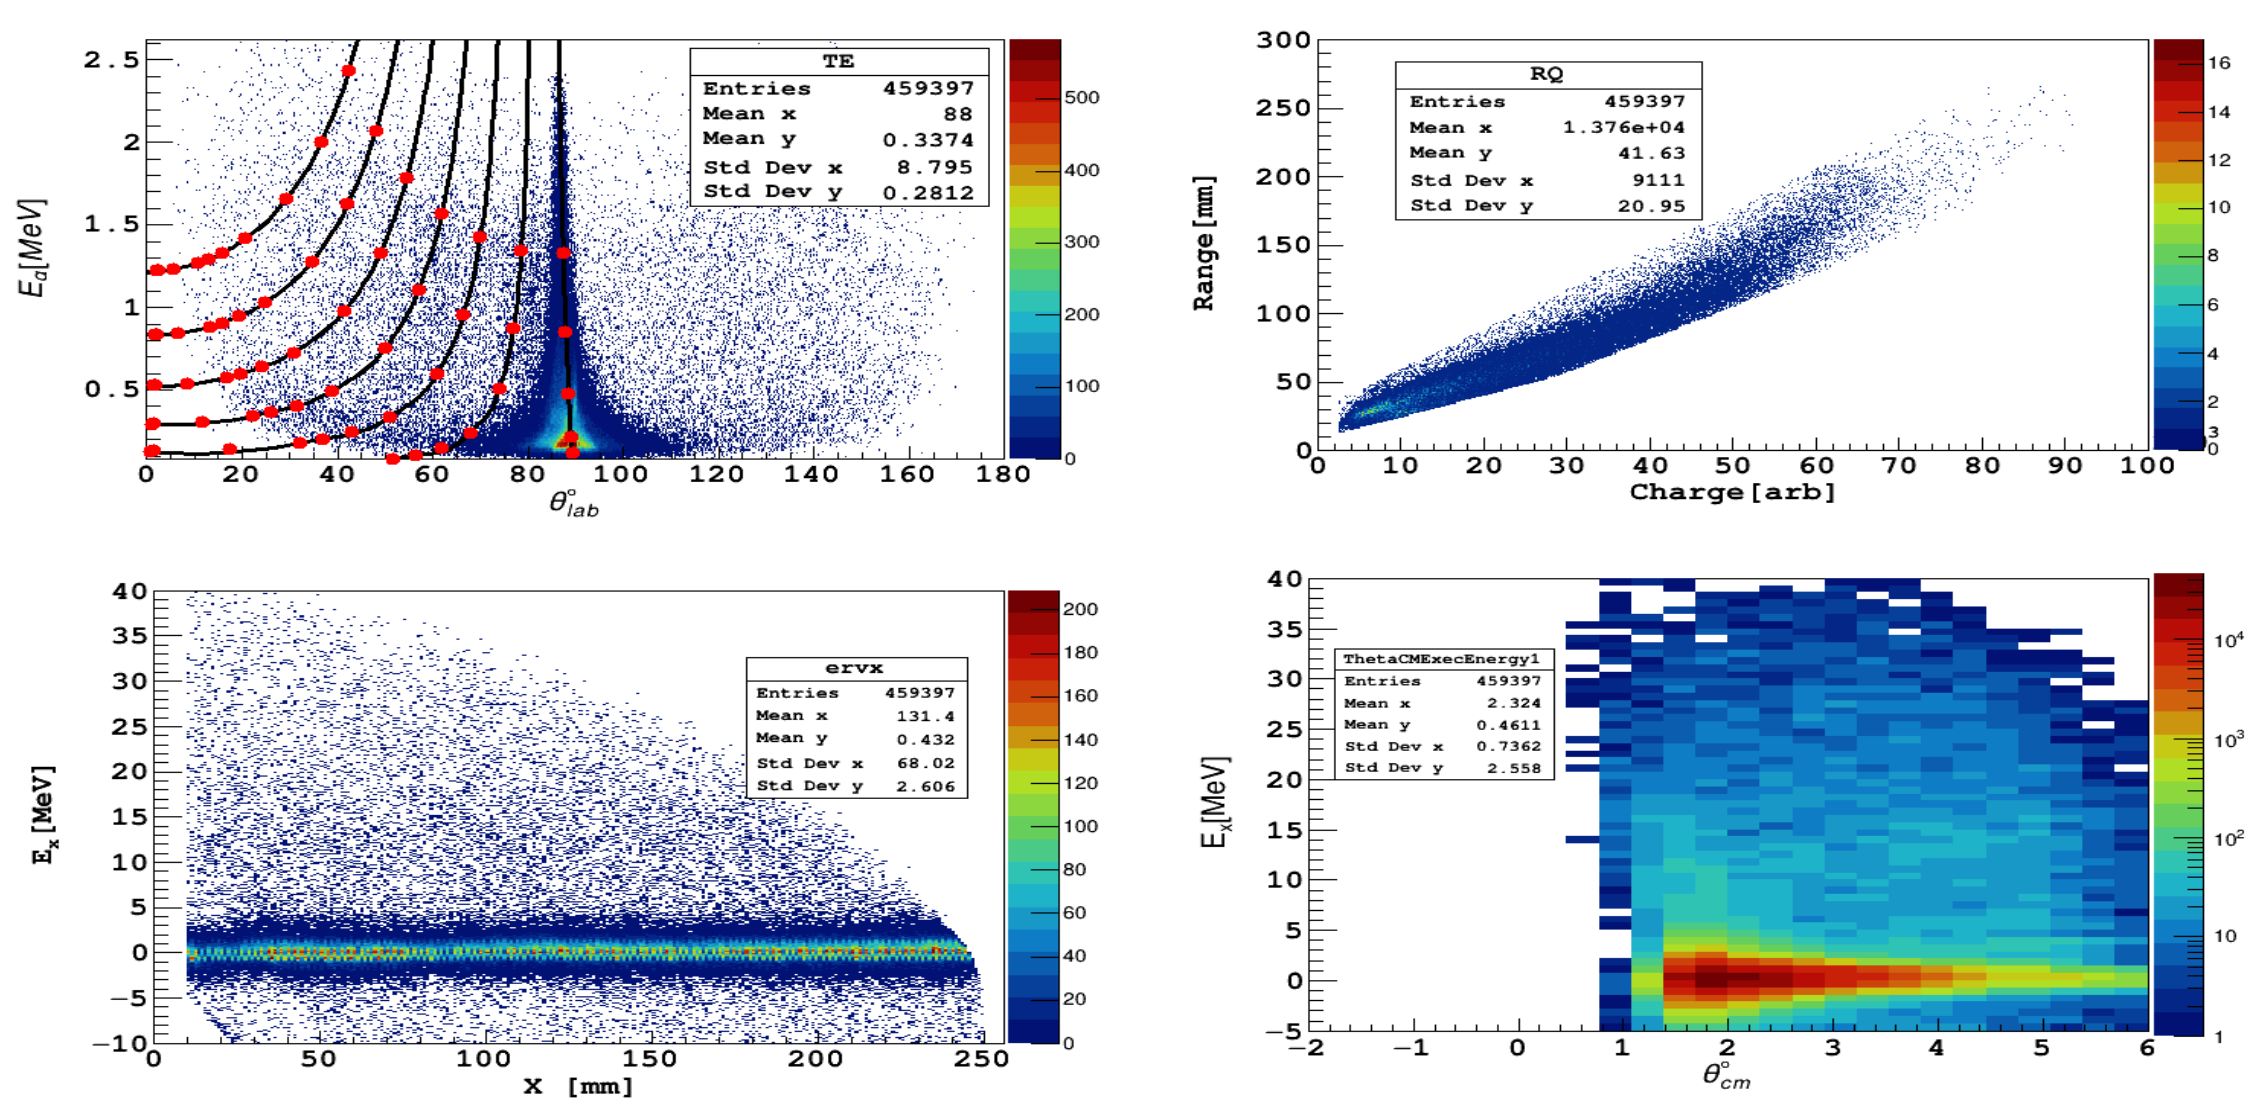 TE
Entries 459397
Mean x 88
Mean y 0.3374
Std Dev x 8.795
Std Dev y 0.2812
2.5
2
1.5
1
0.5
0 20 40 60 80 100 120 140 160 180
500
400
300
200
100
0
Eₐ[MeV]
θ°lab
RQ
Entries 459397
Mean x 1.376e+04
Mean y 41.63
Std Dev x 9111
Std Dev y 20.95
300
250
200
150
100
50
0
0 10 20 30 40 50 60 70 80 90 100
16
14
12
10
8
6
4
2
3
0
Range[mm]
Charge[arb]
ervx
Entries 459397
Mean x 131.4
Mean y 0.432
Std Dev x 68.02
Std Dev y 2.606
40
35
30
25
20
15
10
5
0
−5
−10
0 50 100 150 200 250
200
180
160
140
120
100
80
60
40
20
0
Eₓ[MeV]
X [mm]
ThetaCMExecEnergy1
Entries 459397
Mean x 2.324
Mean y 0.4611
Std Dev x 0.7362
Std Dev y 2.558
40
35
30
25
20
15
10
5
0
−5
−2 −1 0 1 2 3 4 5 6
10⁴
10³
10²
10
1
Eₓ[MeV]
θ°cm